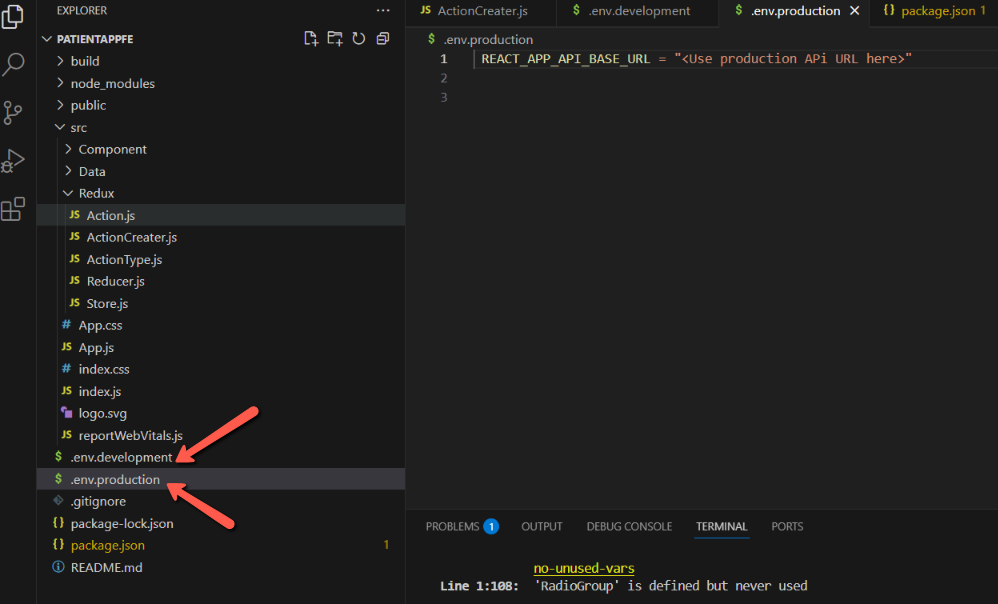 EXPLORER
PATIENTAPPFE
build
node_modules
public
src
Component
Data
Redux
JS Action.js
JS ActionCreater.js
JS ActionType.js
JS Reducer.js
JS Store.js
# App.css
JS App.js
# index.css
JS index.js
logo.svg
JS reportWebVitals.js
$ .env.development
$ .env.production
.gitignore
{} package-lock.json
{} package.json 1
README.md
JS ActionCreater.js $ .env.development $ .env.production {} package.json 1
$ .env.production
1 REACT_APP_API_BASE_URL = "<Use production APi URL here>"
2
3
PROBLEMS 1 OUTPUT DEBUG CONSOLE TERMINAL PORTS
no-unused-vars
Line 1:108: 'RadioGroup' is defined but never used